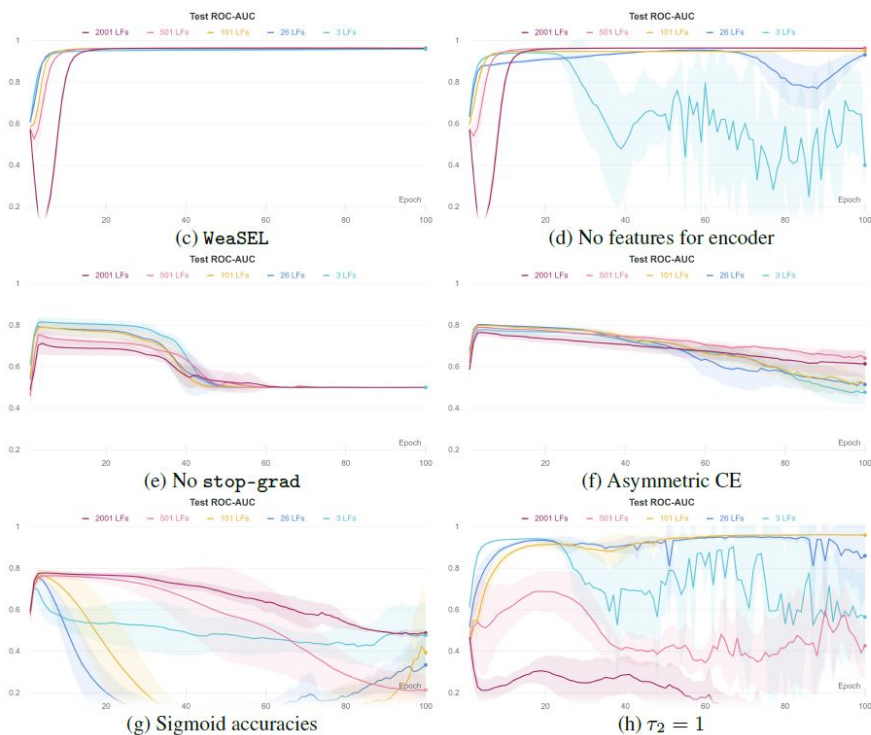 Test ROC-AUC
2001 LFs 501 LFs 101 LFs 26 LFs 3 LFs
1
0.8
0.6
0.4
0.2
Epoch
20 40 60 80 100
(c) WeaSEL
Test ROC-AUC
2001 LFs 501 LFs 101 LFs 26 LFs 3 LFs
1
0.8
0.6
0.4
0.2
Epoch
20 40 60 80 100
(d) No features for encoder
Test ROC-AUC
2001 LFs 501 LFs 101 LFs 26 LFs 3 LFs
1
0.8
0.6
0.4
0.2
Epoch
20 40 60 80 100
(e) No stop-grad
Test ROC-AUC
2001 LFs 501 LFs 101 LFs 26 LFs 3 LFs
1
0.8
0.6
0.4
0.2
Epoch
20 40 60 80 100
(f) Asymmetric CE
Test ROC-AUC
2001 LFs 501 LFs 101 LFs 26 LFs 3 LFs
1
0.8
0.6
0.4
0.2
Epoch
20 40 60 80 100
(g) Sigmoid accuracies
Test ROC-AUC
2001 LFs 501 LFs 101 LFs 26 LFs 3 LFs
1
0.8
0.6
0.4
0.2
Epoch
20 40 60 80 100
(h) τ₂ = 1